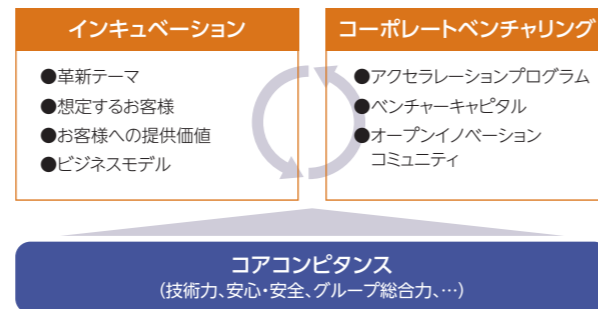 インキュベーション
●革新テーマ
●想定するお客様
●お客様への提供価値
●ビジネスモデル
コーポレートベンチャリング
●アクセラレーションプログラム
●ベンチャーキャピタル
●オープンイノベーション
コミュニティ
コアコンピタンス
(技術力、安心・安全、グループ総合力、…)